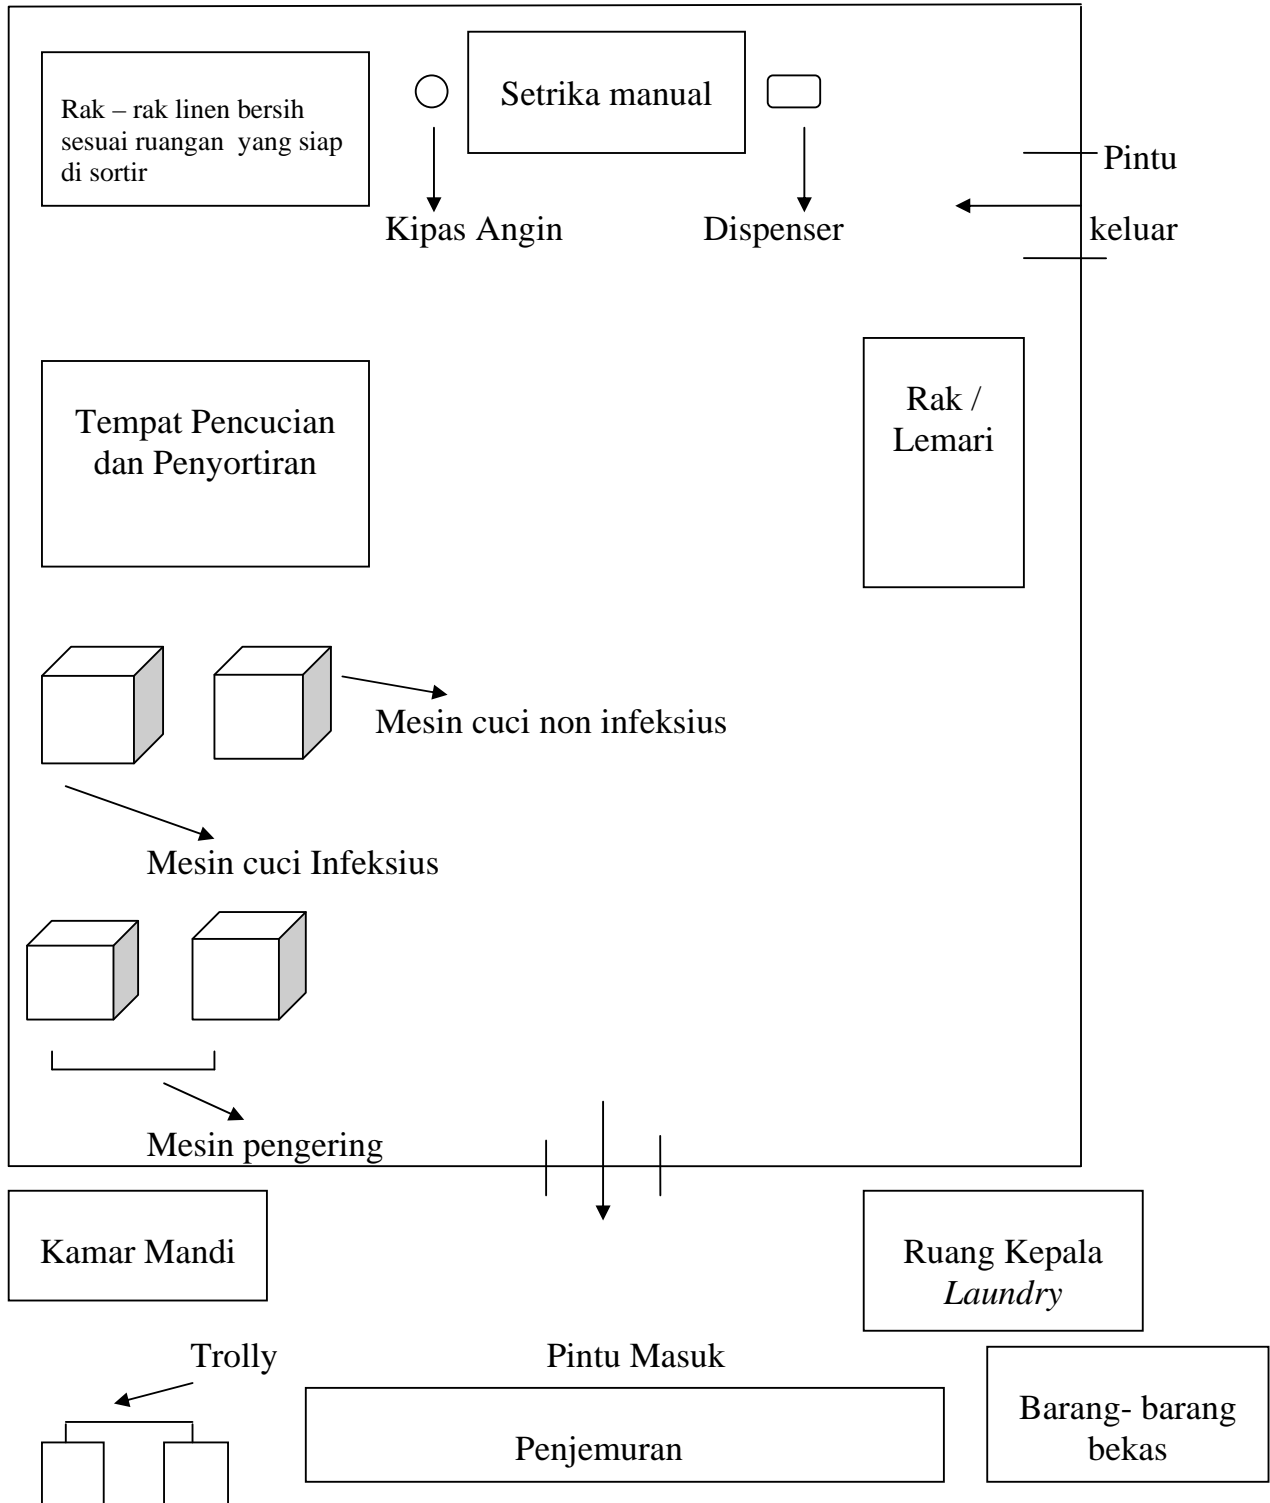 Rak – rak linen bersih
sesuai ruangan  yang siap
di sortir
Setrika manual
Kipas Angin
Dispenser
Pintu
keluar
Tempat Pencucian
dan Penyortiran
Rak /
Lemari
Mesin cuci non infeksius
Mesin cuci Infeksius
Mesin pengering
Kamar Mandi
Ruang Kepala
Laundry
Trolly
Pintu Masuk
Penjemuran
Barang- barang
bekas